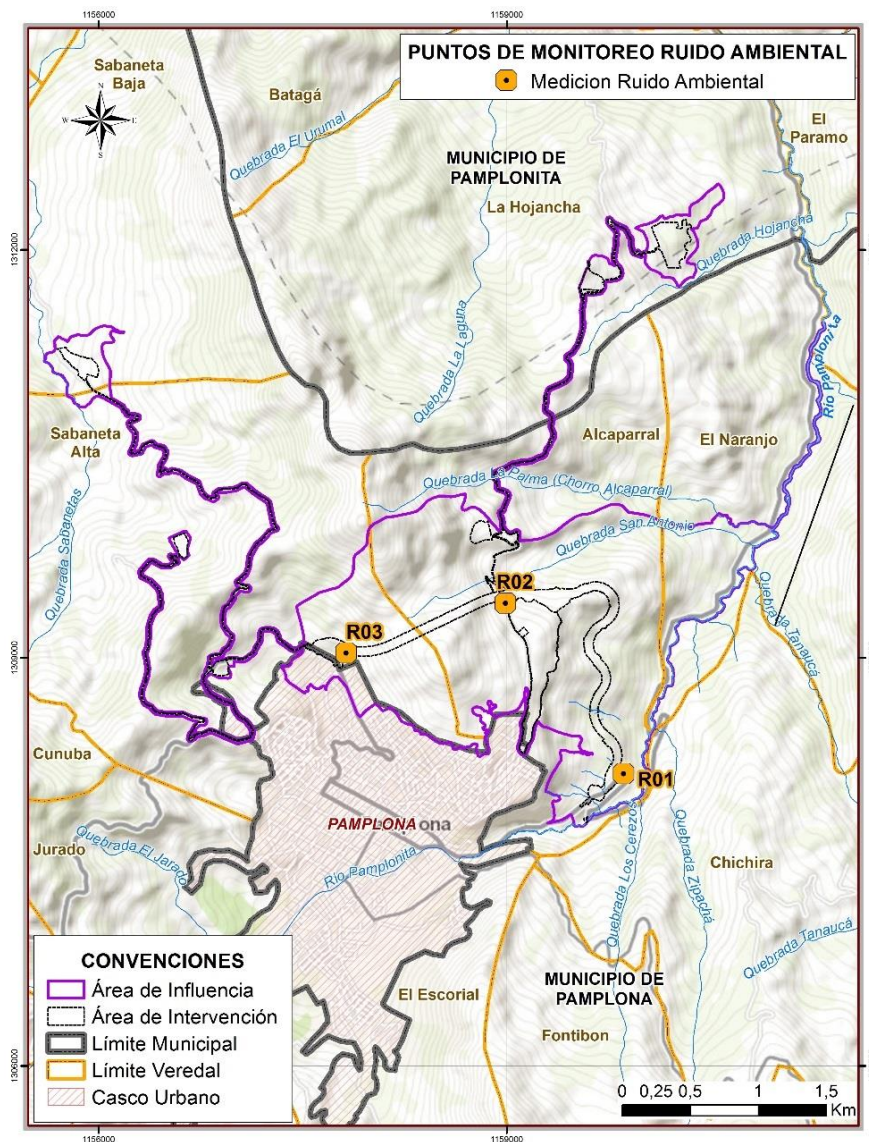 1156000
1159000
PUNTOS DE MONITOREO RUIDO AMBIENTAL
Medicion Ruido Ambiental
Sabaneta
Baja
Batagá
El
Paramo
N
W
E
S
Quebrada El Urumal
MUNICIPIO DE
PAMPLONITA
La Hojancha
1312000
1312000
Quebrada Hojancha
Quebrada La Laguna
Río Pamplonita
Sabaneta
Alta
Alcaparral
El Naranjo
Quebrada La Palma (Chorro Alcaparral)
Quebrada San Antonio
Quebrada Sabanetas
R02
Quebrada Tanaucá
R03
1309000
1309000
Cunuba
R01
PAMPLONA
Jurado
Quebrada El Jarado
Río Pamplonita
Quebrada Los Cerezos
Quebrada Zipachá
Chichira
Quebrada Tanaucá
MUNICIPIO DE
PAMPLONA
El Escorial
Fontibon
CONVENCIONES
Área de Influencia
Área de Intervención
Límite Municipal
Límite Veredal
Casco Urbano
1306000
1306000
0 0,25 0,5 1 1,5
Km
1156000
1159000